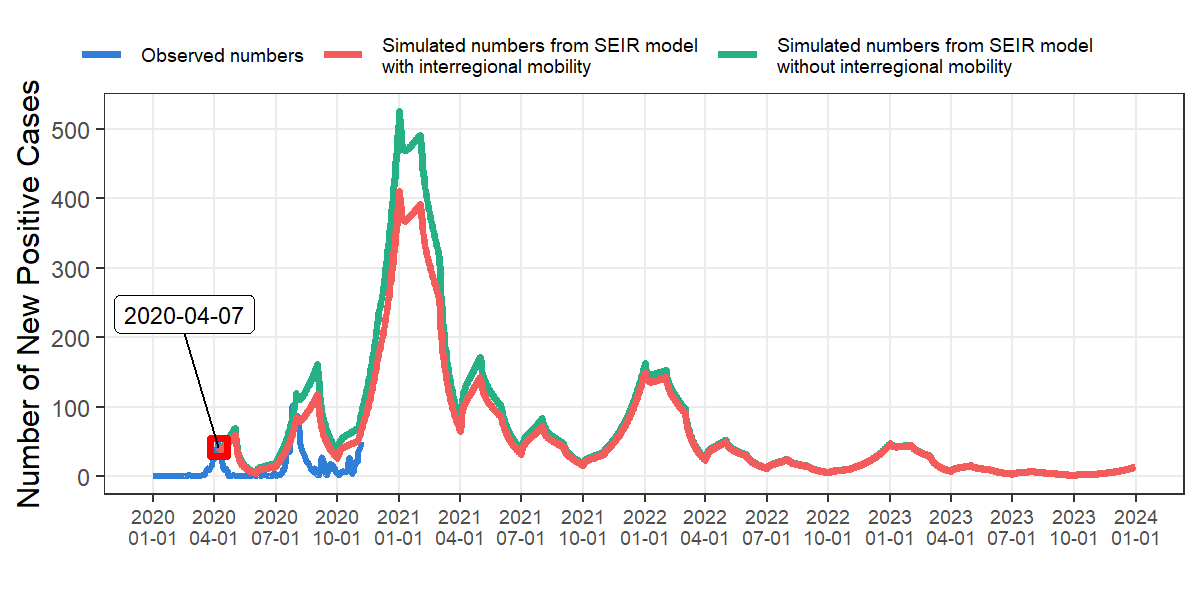 Observed numbers
Simulated numbers from SEIR model
with interregional mobility
Simulated numbers from SEIR model
without interregional mobility
Number of New Positive Cases
500
400
300
200
100
0
2020-04-07
2020 2020 2020 2020 2021 2021 2021 2021 2022 2022 2022 2022 2023 2023 2023 2023 2024
01-01 04-01 07-01 10-01 01-01 04-01 07-01 10-01 01-01 04-01 07-01 10-01 01-01 04-01 07-01 10-01 01-01